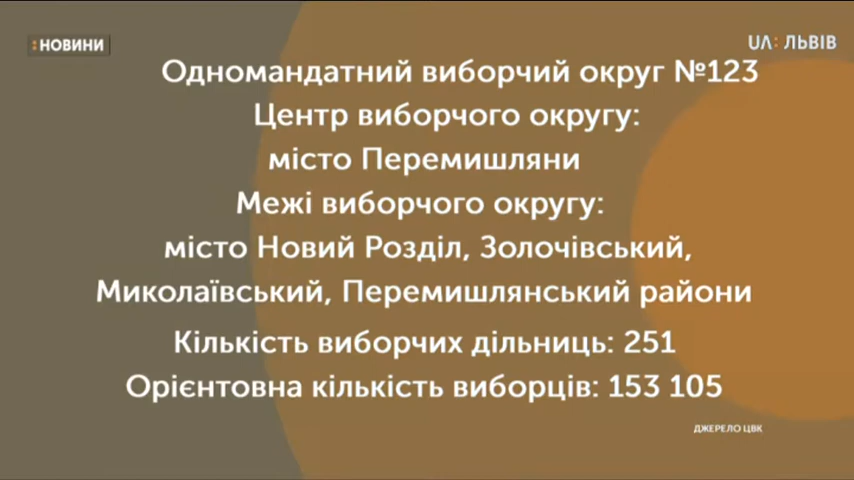 :НОВИНИ
UA: ЛЬВІВ
Одномандатний виборчий округ №123
Центр виборчого округу:
місто Перемишляни
Межі виборчого округу:
місто Новий Розділ, Золочівський,
Миколаївський, Перемишлянський райони
Кількість виборчих дільниць: 251
Орієнтовна кількість виборців: 153 105
ДЖЕРЕЛО ЦВК